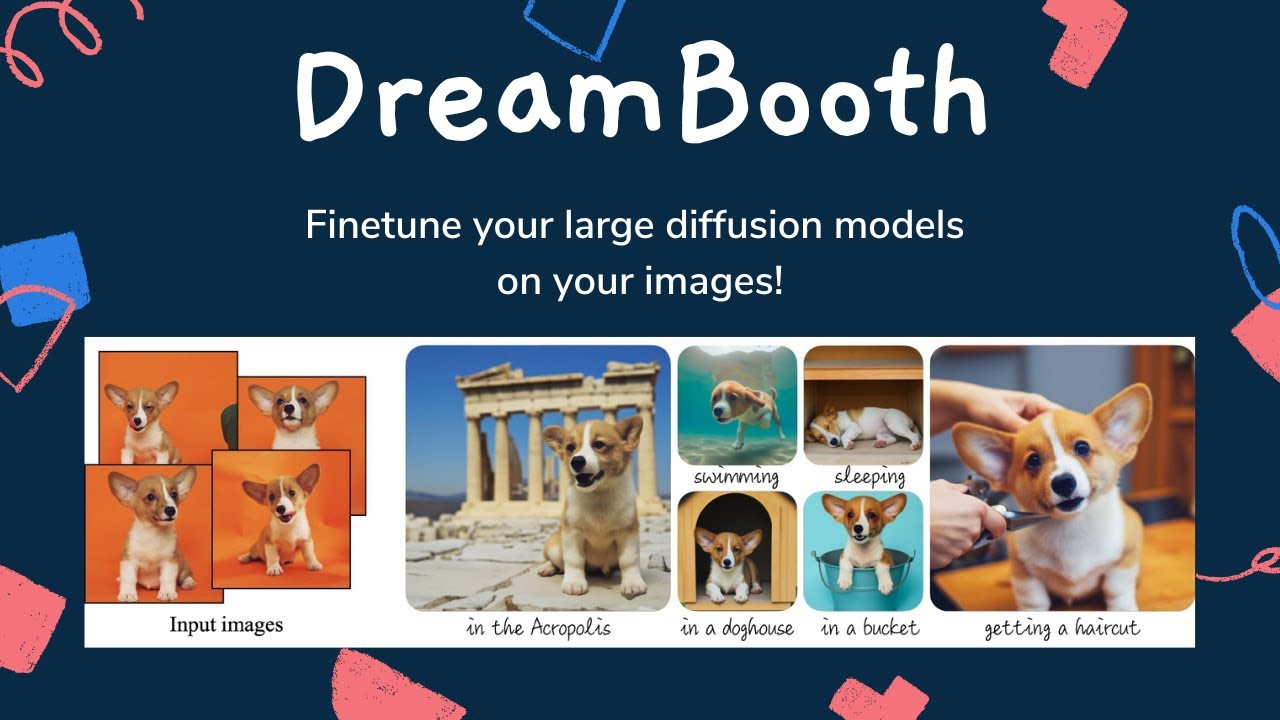 DreamBooth
Finetune your large diffusion models
on your images!
swimming
sleeping
Input images
in the Acropolis
in a doghouse
in a bucket
getting a haircut